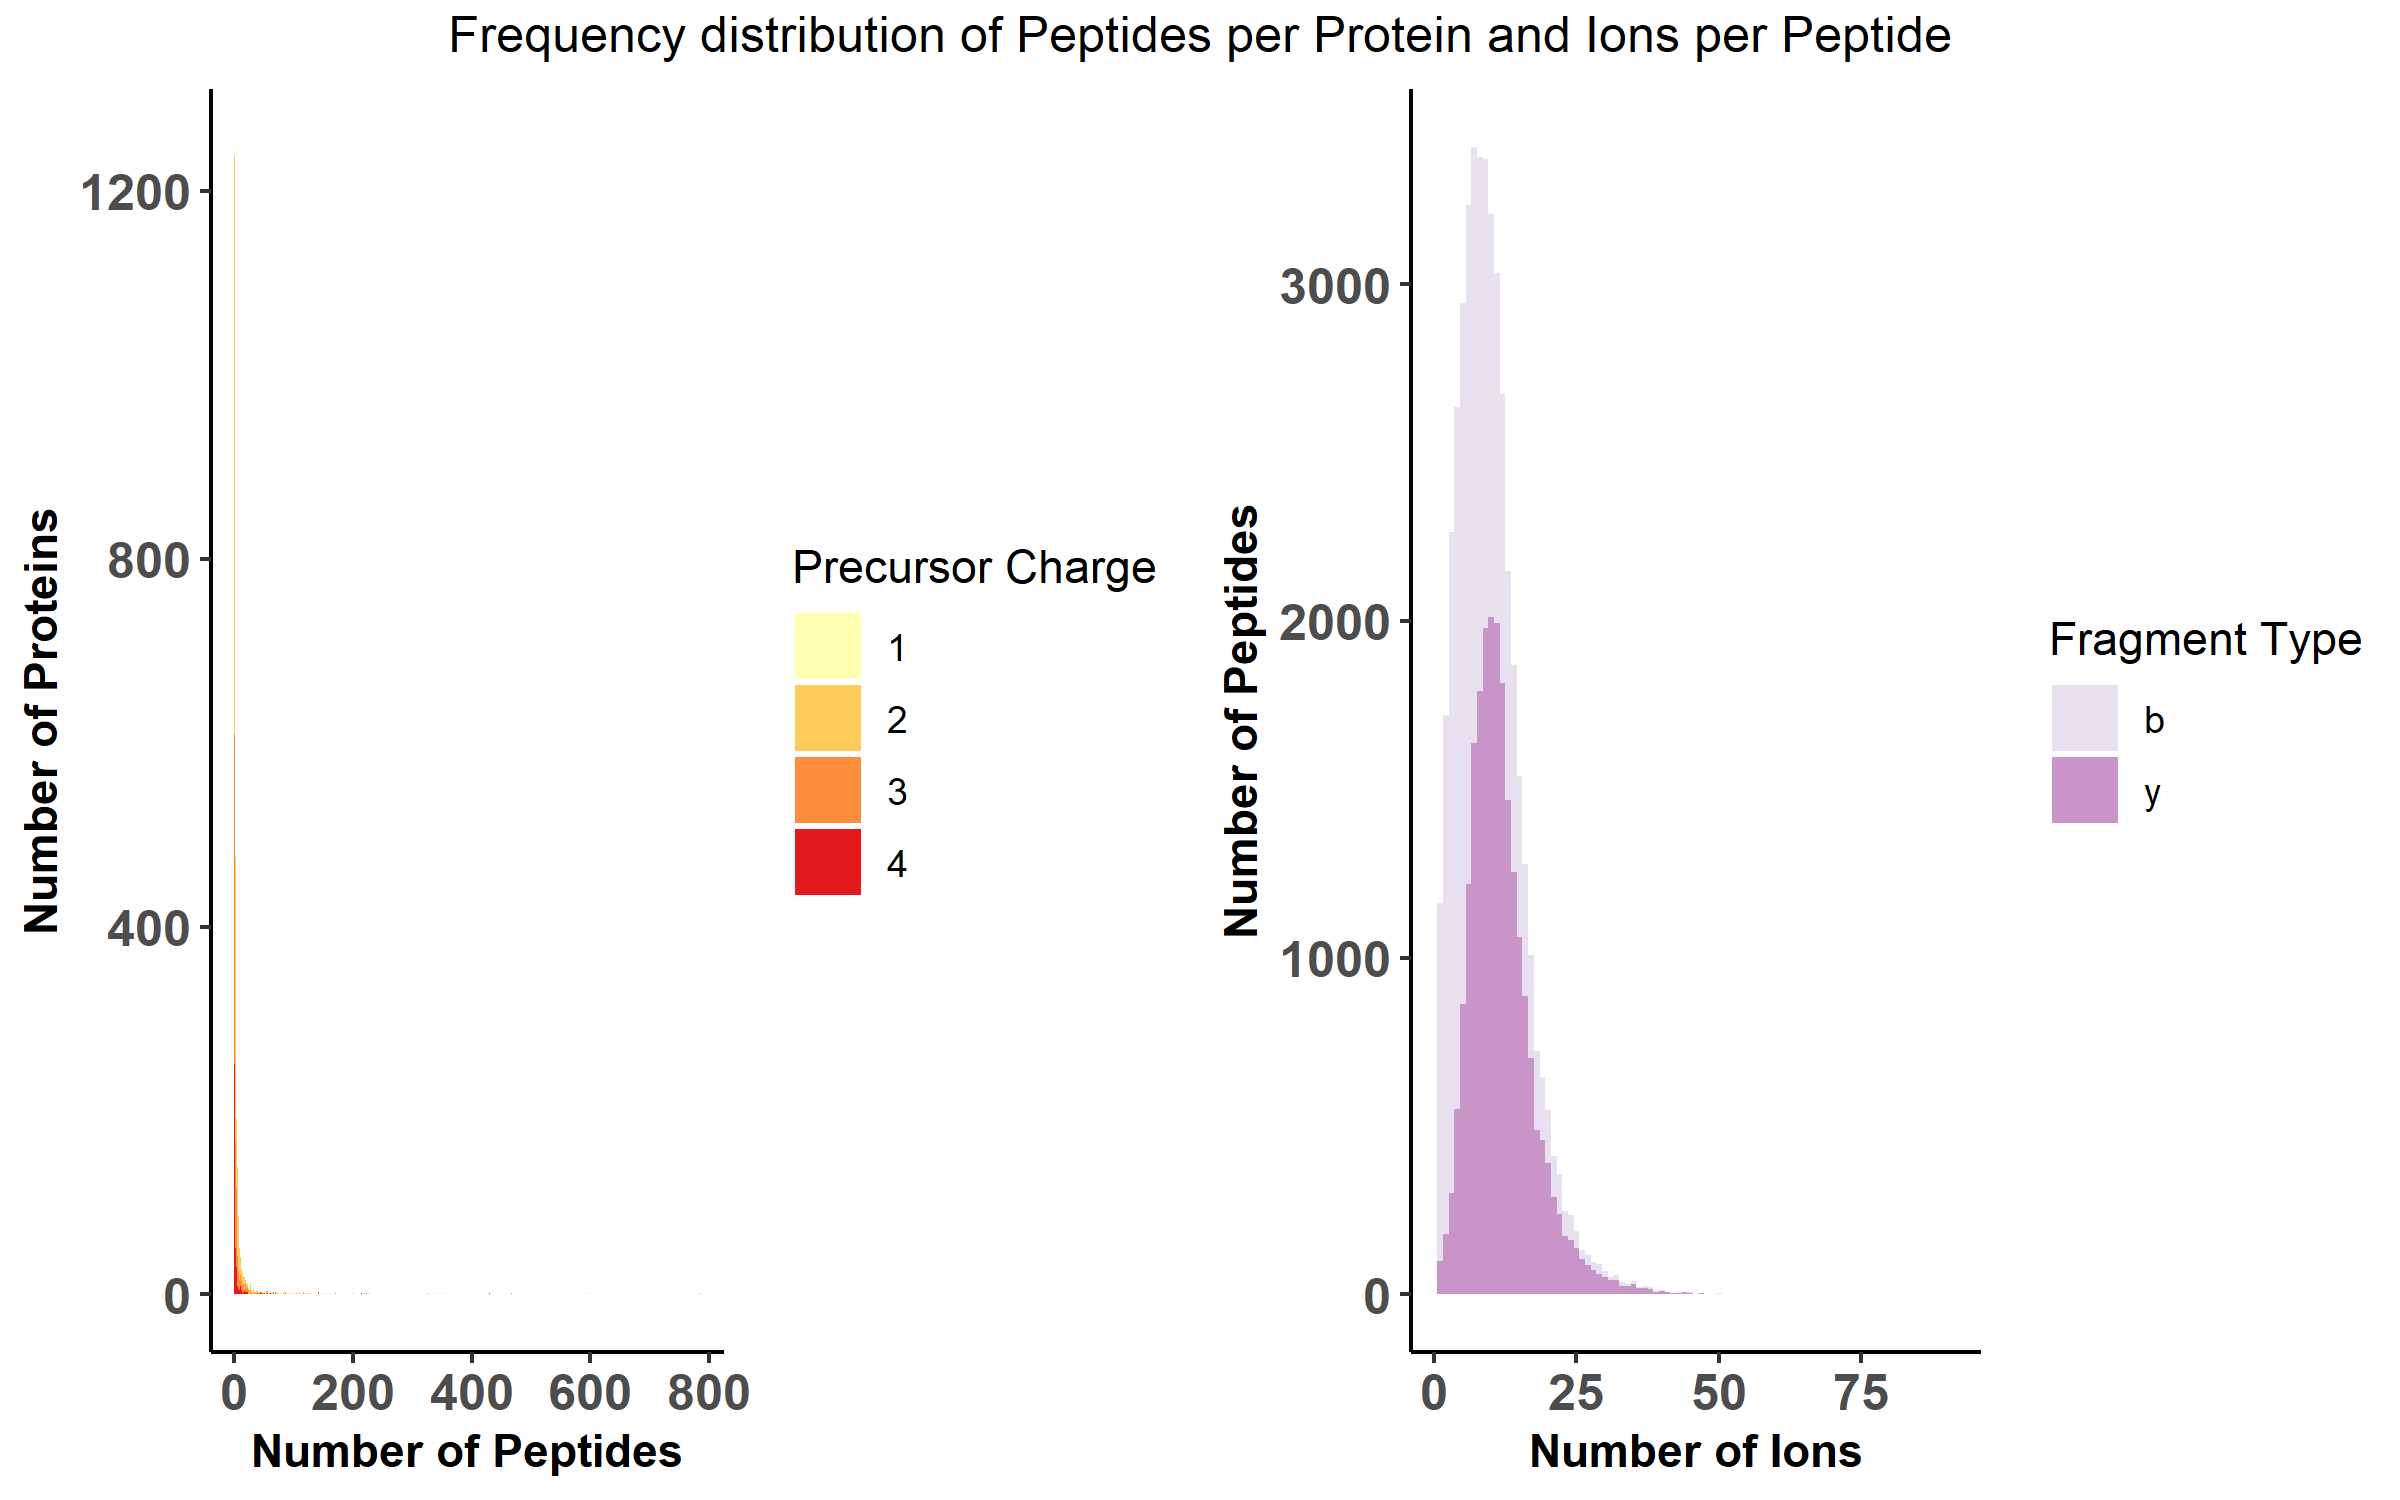 Frequency distribution of Peptides per Protein and Ions per Peptide
Number of Proteins
1200
800
400
0
0 200 400 600 800
Number of Peptides
Precursor Charge
1
2
3
4
Number of Peptides
3000
2000
1000
0
0 25 50 75
Number of Ions
Fragment Type
b
y